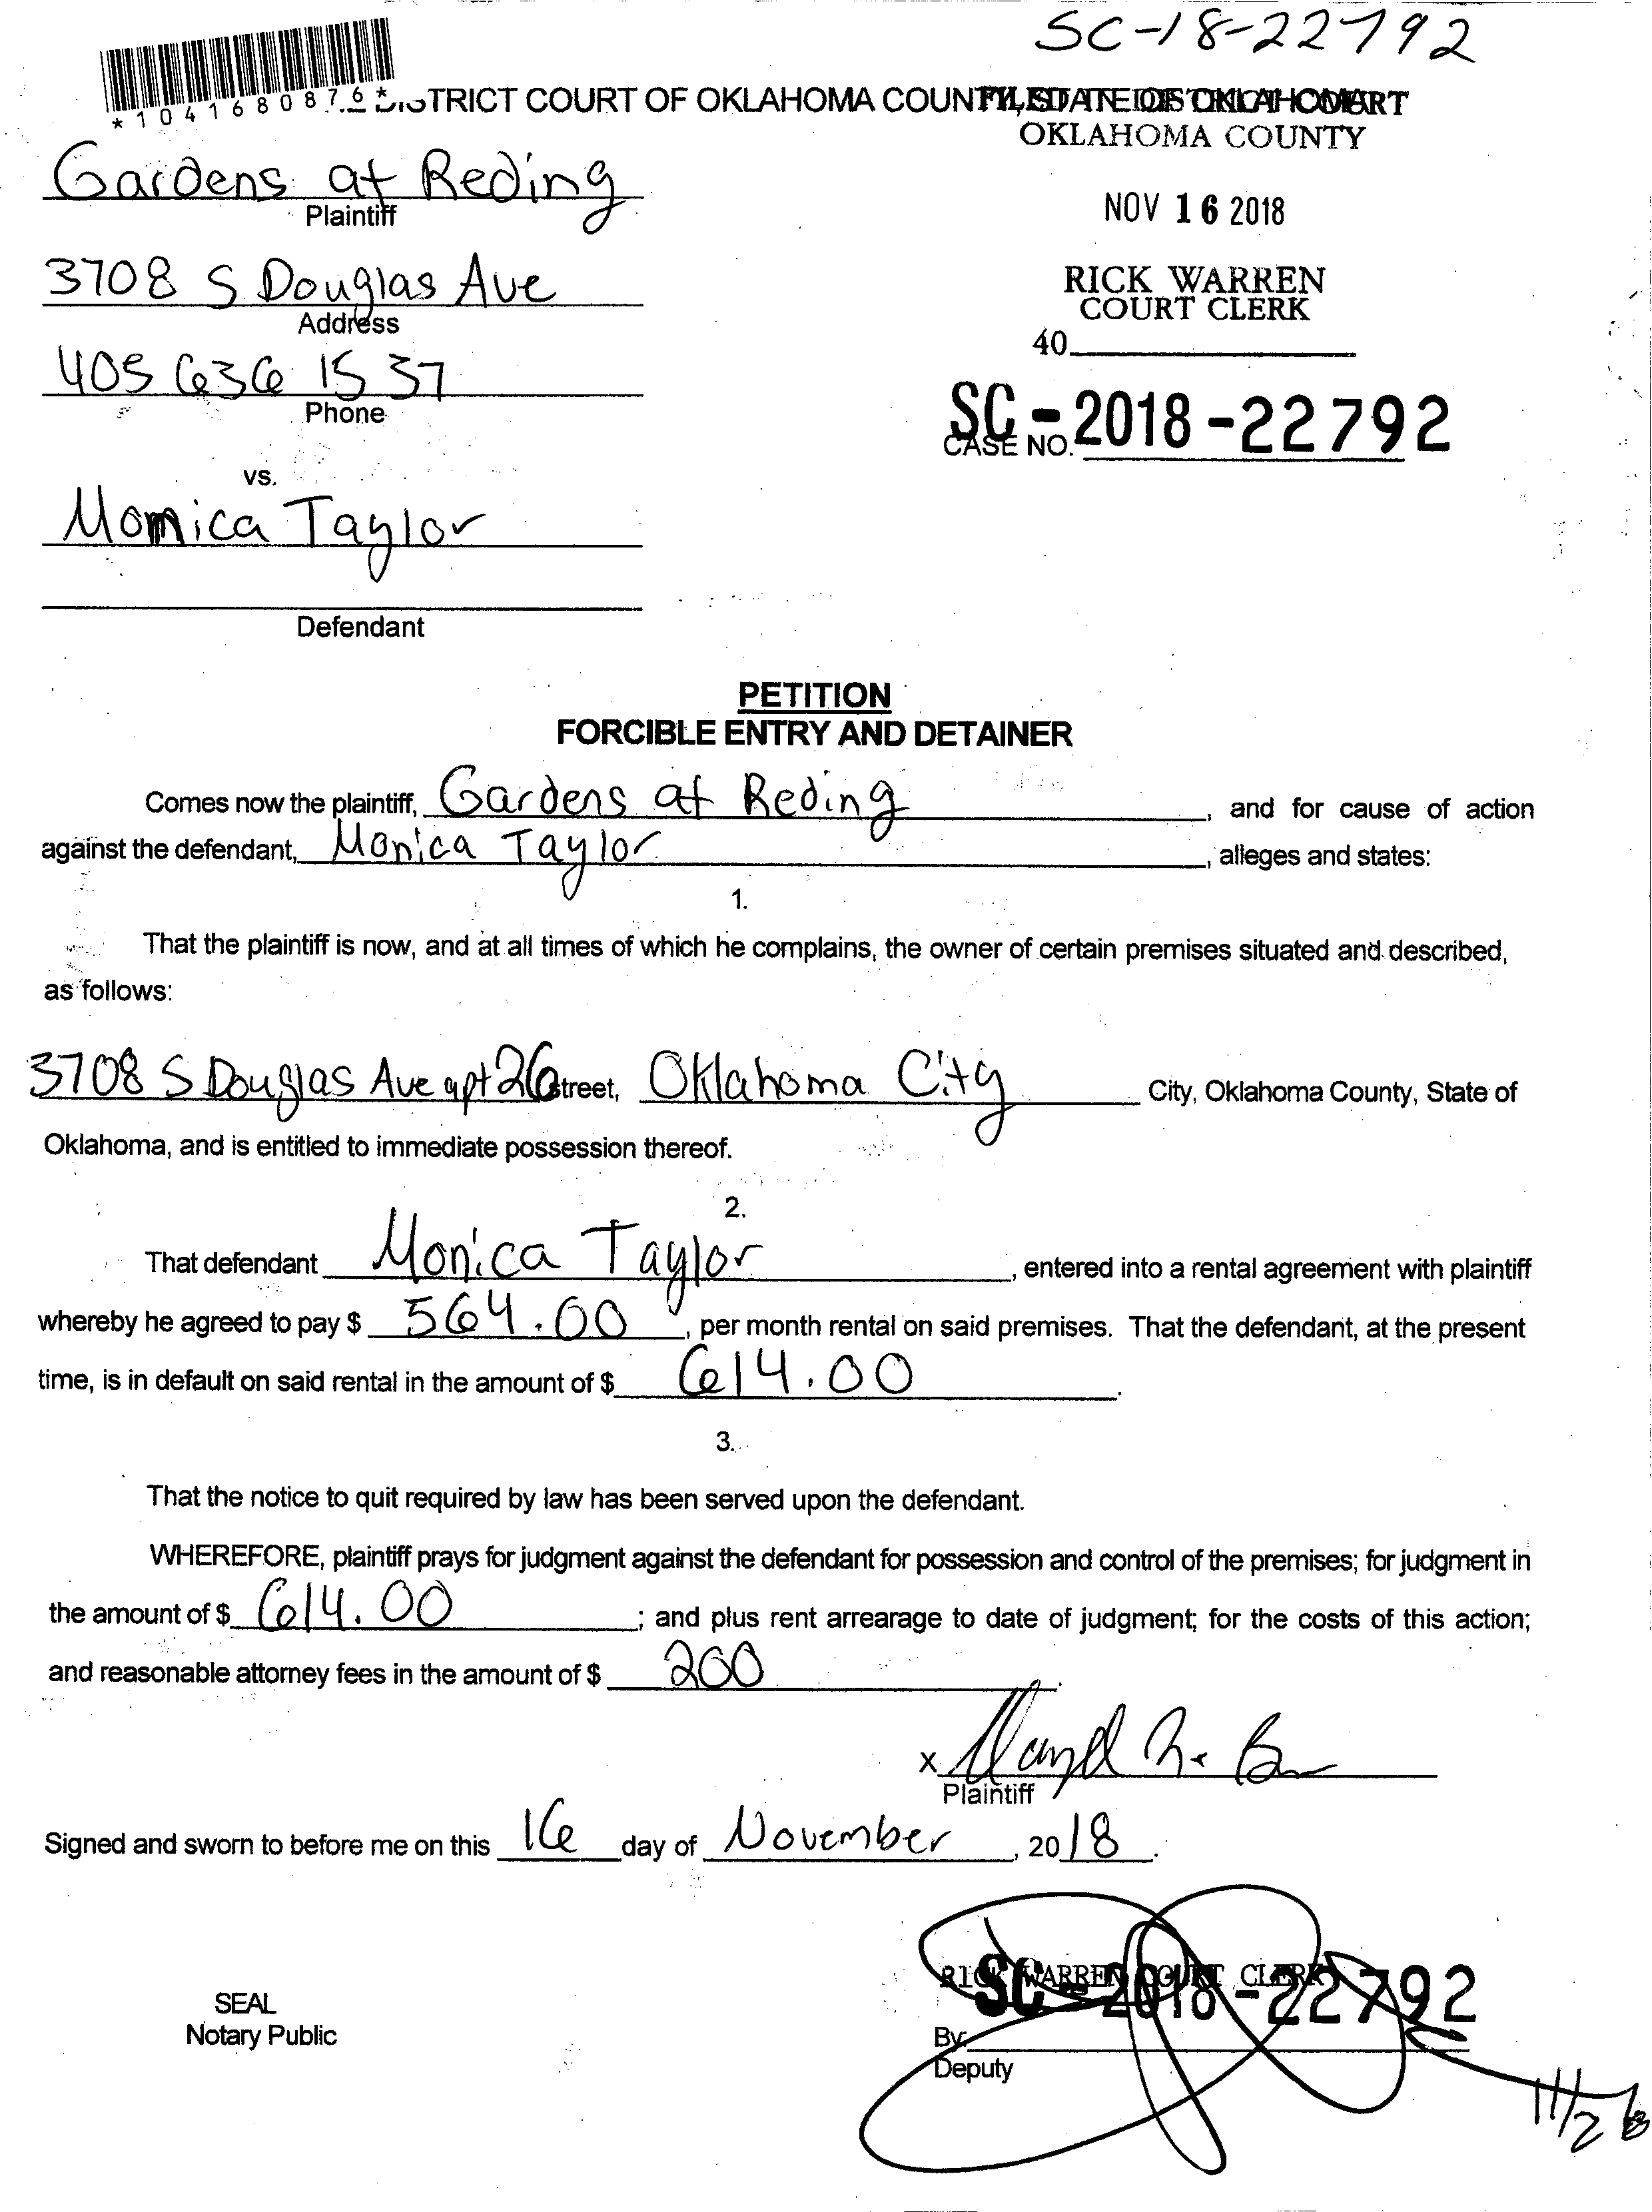 SC-18-22792
*1041680876*
DISTRICT COURT OF OKLAHOMA COUNTY, STATE OF OKLAHOMA
FILED IN DISTRICT COURT
OKLAHOMA COUNTY
Gardens at Reding
Plaintiff
NOV 16 2018
3708 S Douglas Ave
Address
RICK WARREN
COURT CLERK
40
405 636 1537
Phone
SC-2018-22792
CASE NO.
vs.
Momica Taylor
Defendant
PETITION
FORCIBLE ENTRY AND DETAINER
Comes now the plaintiff, Gardens at Reding, and for cause of action
against the defendant, Monica Taylor, alleges and states:
1.
That the plaintiff is now, and at all times of which he complains, the owner of certain premises situated and described,
as follows:
3708 S Douglas Ave apt 26 street, Oklahoma City City, Oklahoma County, State of
Oklahoma, and is entitled to immediate possession thereof.
2.
That defendant Monica Taylor, entered into a rental agreement with plaintiff
whereby he agreed to pay $ 564.00, per month rental on said premises. That the defendant, at the present
time, is in default on said rental in the amount of $ 614.00.
3.
That the notice to quit required by law has been served upon the defendant.
WHEREFORE, plaintiff prays for judgment against the defendant for possession and control of the premises; for judgment in
the amount of $ 614.00; and plus rent arrearage to date of judgment; for the costs of this action;
and reasonable attorney fees in the amount of $ 200.
X
Plaintiff
Signed and sworn to before me on this 16 day of November, 2018.
RICK WARREN COURT CLERK
SC-2018-22792
SEAL
Notary Public
By:
Deputy
11/28